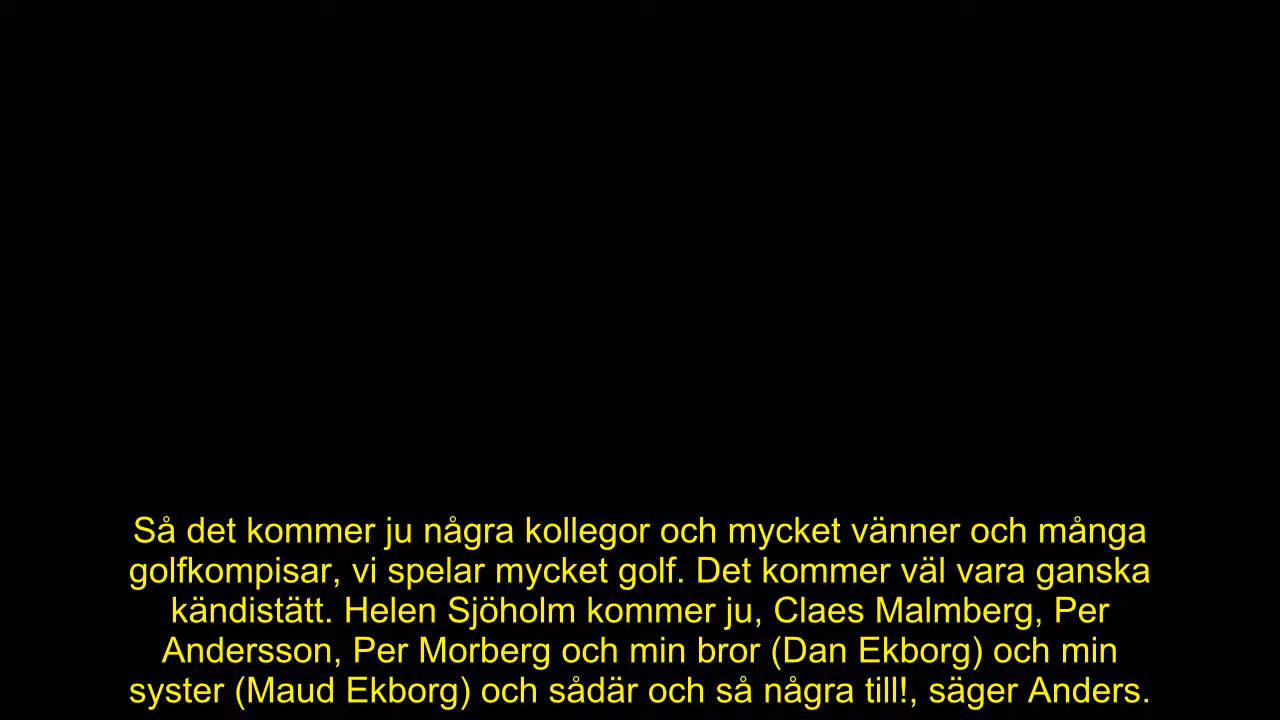 Så det kommer ju några kollegor och mycket vänner och många
golfkompisar, vi spelar mycket golf. Det kommer väl vara ganska
kändistätt. Helen Sjöholm kommer ju, Claes Malmberg, Per
Andersson, Per Morberg och min bror (Dan Ekborg) och min
syster (Maud Ekborg) och sådär och så några till!, säger Anders.